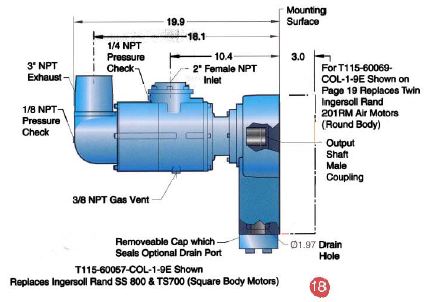 19.9
Mounting
Surface
18.1
1/4 NPT
Pressure
Check
10.4
3.0
3" NPT
Exhaust
2" Female NPT
Inlet
For T115-60069-
COL-1-9E Shown on
Page 19 Replaces Twin
Ingersoll Rand
201RM Air Motors
(Round Body)
1/8 NPT
Pressure
Check
Output
Shaft
Male
Coupling
3/8 NPT Gas Vent
Removeable Cap which
Seals Optional Drain Port
Ø1.97
Drain
Hole
T115-60057-COL-1-9E Shown
Replaces Ingersoll Rand SS 800 & TS700 (Square Body Motors)
18